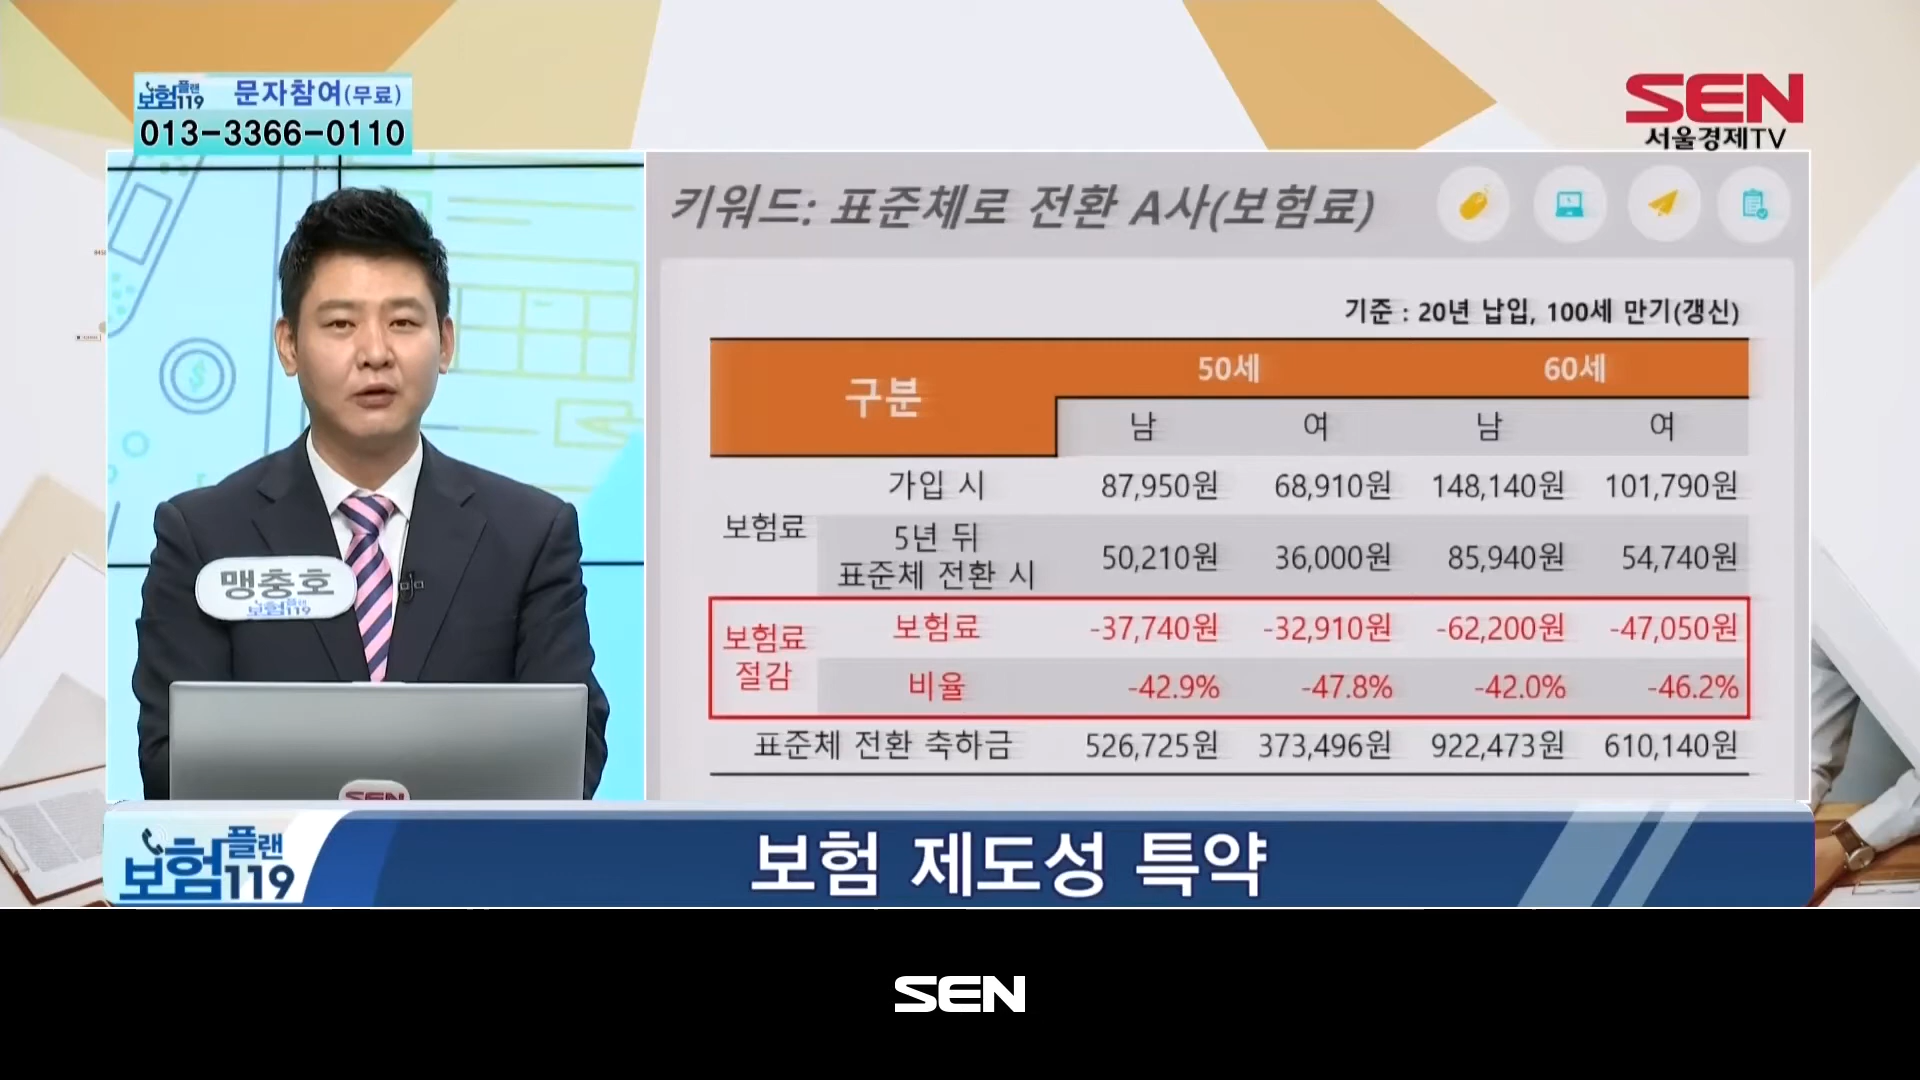 보험플랜119 문자참여(무료)
013-3366-0110
SEN
서울경제TV
키워드: 표준체로 전환 A사(보험료)
기준 : 20년 납입, 100세 만기(갱신)
구분 50세 60세
남 여 남 여
보험료 가입 시 87,950원 68,910원 148,140원 101,790원
5년 뒤
표준체 전환 시 50,210원 36,000원 85,940원 54,740원
보험료
절감 보험료 -37,740원 -32,910원 -62,200원 -47,050원
비율 -42.9% -47.8% -42.0% -46.2%
표준체 전환 축하금 526,725원 373,496원 922,473원 610,140원
맹충호
보험플랜119
SEN
보험플랜119
보험 제도성 특약
SEN